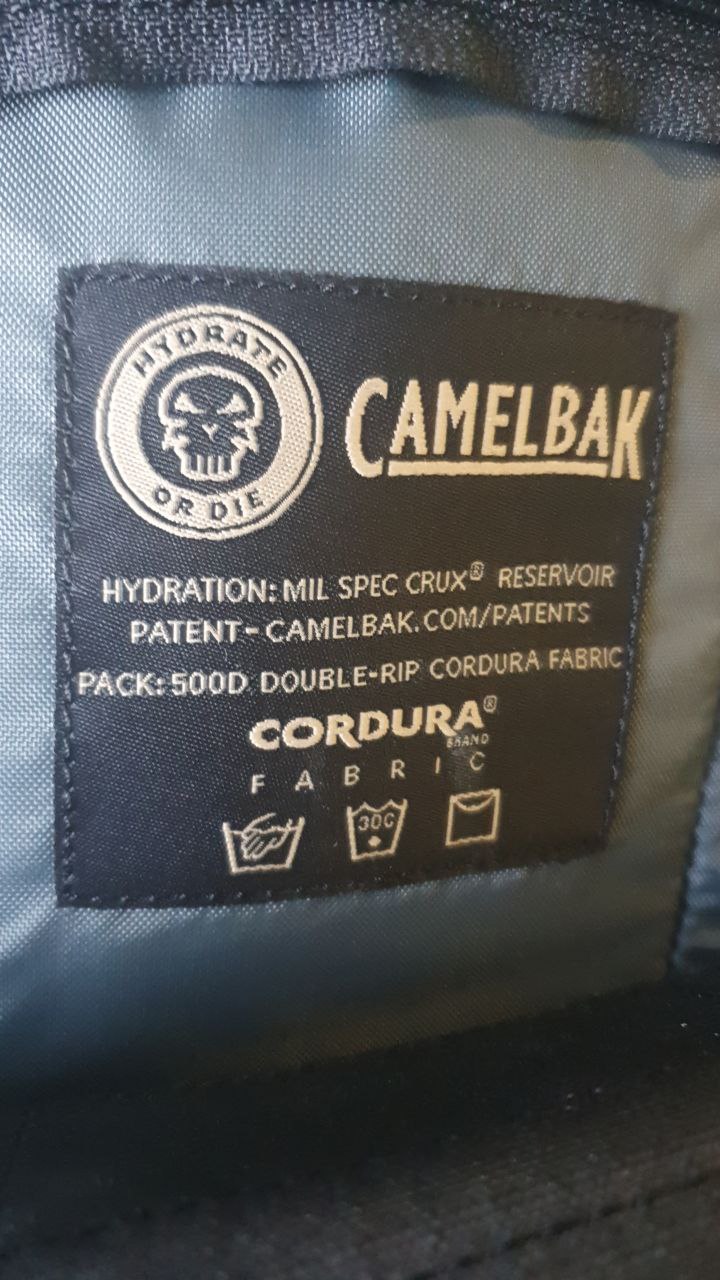 HYDRATE
OR DIE
CAMELBAK
HYDRATION: MIL SPEC CRUX® RESERVOIR
PATENT-CAMELBAK.COM/PATENTS
PACK: 500D DOUBLE-RIP CORDURA FABRIC
CORDURA®
BRAND
FABRIC
30C